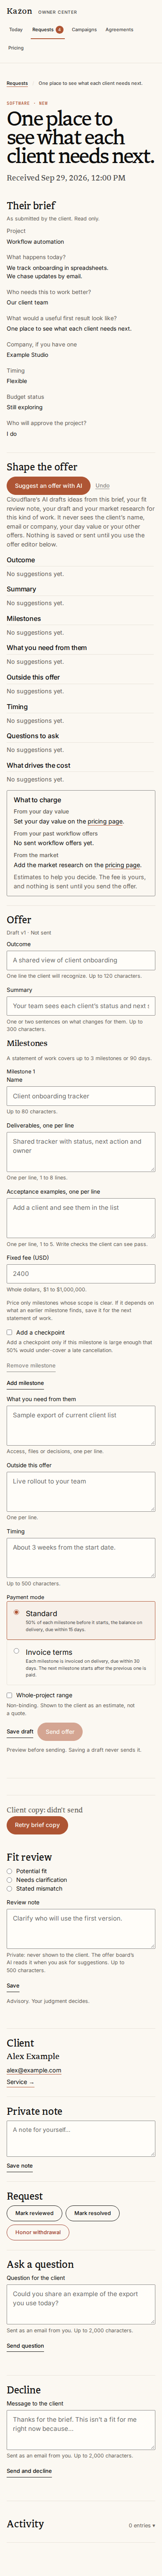 Kazon OWNER CENTER
Today Requests 4 Campaigns Agreements
Pricing
Requests One place to see what each client needs next.
SOFTWARE · NEW
One place to
see what each
client needs next.
Received Sep 29, 2026, 12:00 PM
Their brief
As submitted by the client. Read only.
Project
Workflow automation
What happens today?
We track onboarding in spreadsheets.
We chase updates by email.
Who needs this to work better?
Our client team
What would a useful first result look like?
One place to see what each client needs next.
Company, if you have one
Example Studio
Timing
Flexible
Budget status
Still exploring
Who will approve the project?
I do
Shape the offer
Suggest an offer with AI Undo
Cloudflare's AI drafts ideas from this brief, your fit
review note, your draft and your market research for
this kind of work. It never sees the client's name,
email or company, your day value or your other
offers. Nothing is saved or sent until you use the
offer editor below.
Outcome
No suggestions yet.
Summary
No suggestions yet.
Milestones
No suggestions yet.
What you need from them
No suggestions yet.
Outside this offer
No suggestions yet.
Timing
No suggestions yet.
Questions to ask
No suggestions yet.
What drives the cost
No suggestions yet.
What to charge
From your day value
Set your day value on the pricing page.
From your past workflow offers
No sent workflow offers yet.
From the market
Add the market research on the pricing page.
Estimates to help you decide. The fee is yours,
and nothing is sent until you send the offer.
Offer
Draft v1 · Not sent
Outcome
A shared view of client onboarding
One line the client will recognize. Up to 120 characters.
Summary
Your team sees each client's status and next s
One or two sentences on what changes for them. Up to
300 characters.
Milestones
A statement of work covers up to 3 milestones or 90 days.
Milestone 1
Name
Client onboarding tracker
Up to 80 characters.
Deliverables, one per line
Shared tracker with status, next action and
owner
One per line, 1 to 8 lines.
Acceptance examples, one per line
Add a client and see them in the list
One per line, 1 to 5. Write checks the client can see pass.
Fixed fee (USD)
2400
Whole dollars, $1 to $1,000,000.
Price only milestones whose scope is clear. If it depends on
what an earlier milestone finds, save it for the next
statement of work.
Add a checkpoint
Add a checkpoint only if this milestone is large enough that
50% would under-cover a late cancellation.
Remove milestone
Add milestone
What you need from them
Sample export of current client list
Access, files or decisions, one per line.
Outside this offer
Live rollout to your team
One per line.
Timing
About 3 weeks from the start date.
Up to 500 characters.
Payment mode
Standard
50% of each milestone before it starts, the balance on
delivery, due within 15 days.
Invoice terms
Each milestone is invoiced on delivery, due within 30
days. The next milestone starts after the previous one is
paid.
Whole-project range
Non-binding. Shown to the client as an estimate, not
a quote.
Save draft Send offer
Preview before sending. Saving a draft never sends it.
Client copy: didn't send
Retry brief copy
Fit review
Potential fit
Needs clarification
Stated mismatch
Review note
Clarify who will use the first version.
Private: never shown to the client. The offer board's
AI reads it when you ask for suggestions. Up to
500 characters.
Save
Advisory. Your judgment decides.
Client
Alex Example
alex@example.com
Service →
Private note
A note for yourself...
Save note
Request
Mark reviewed Mark resolved
Honor withdrawal
Ask a question
Question for the client
Could you share an example of the export
you use today?
Sent as an email from you. Up to 2,000 characters.
Send question
Decline
Message to the client
Thanks for the brief. This isn't a fit for me
right now because...
Sent as an email from you. Up to 2,000 characters.
Send and decline
Activity 0 entries ▾